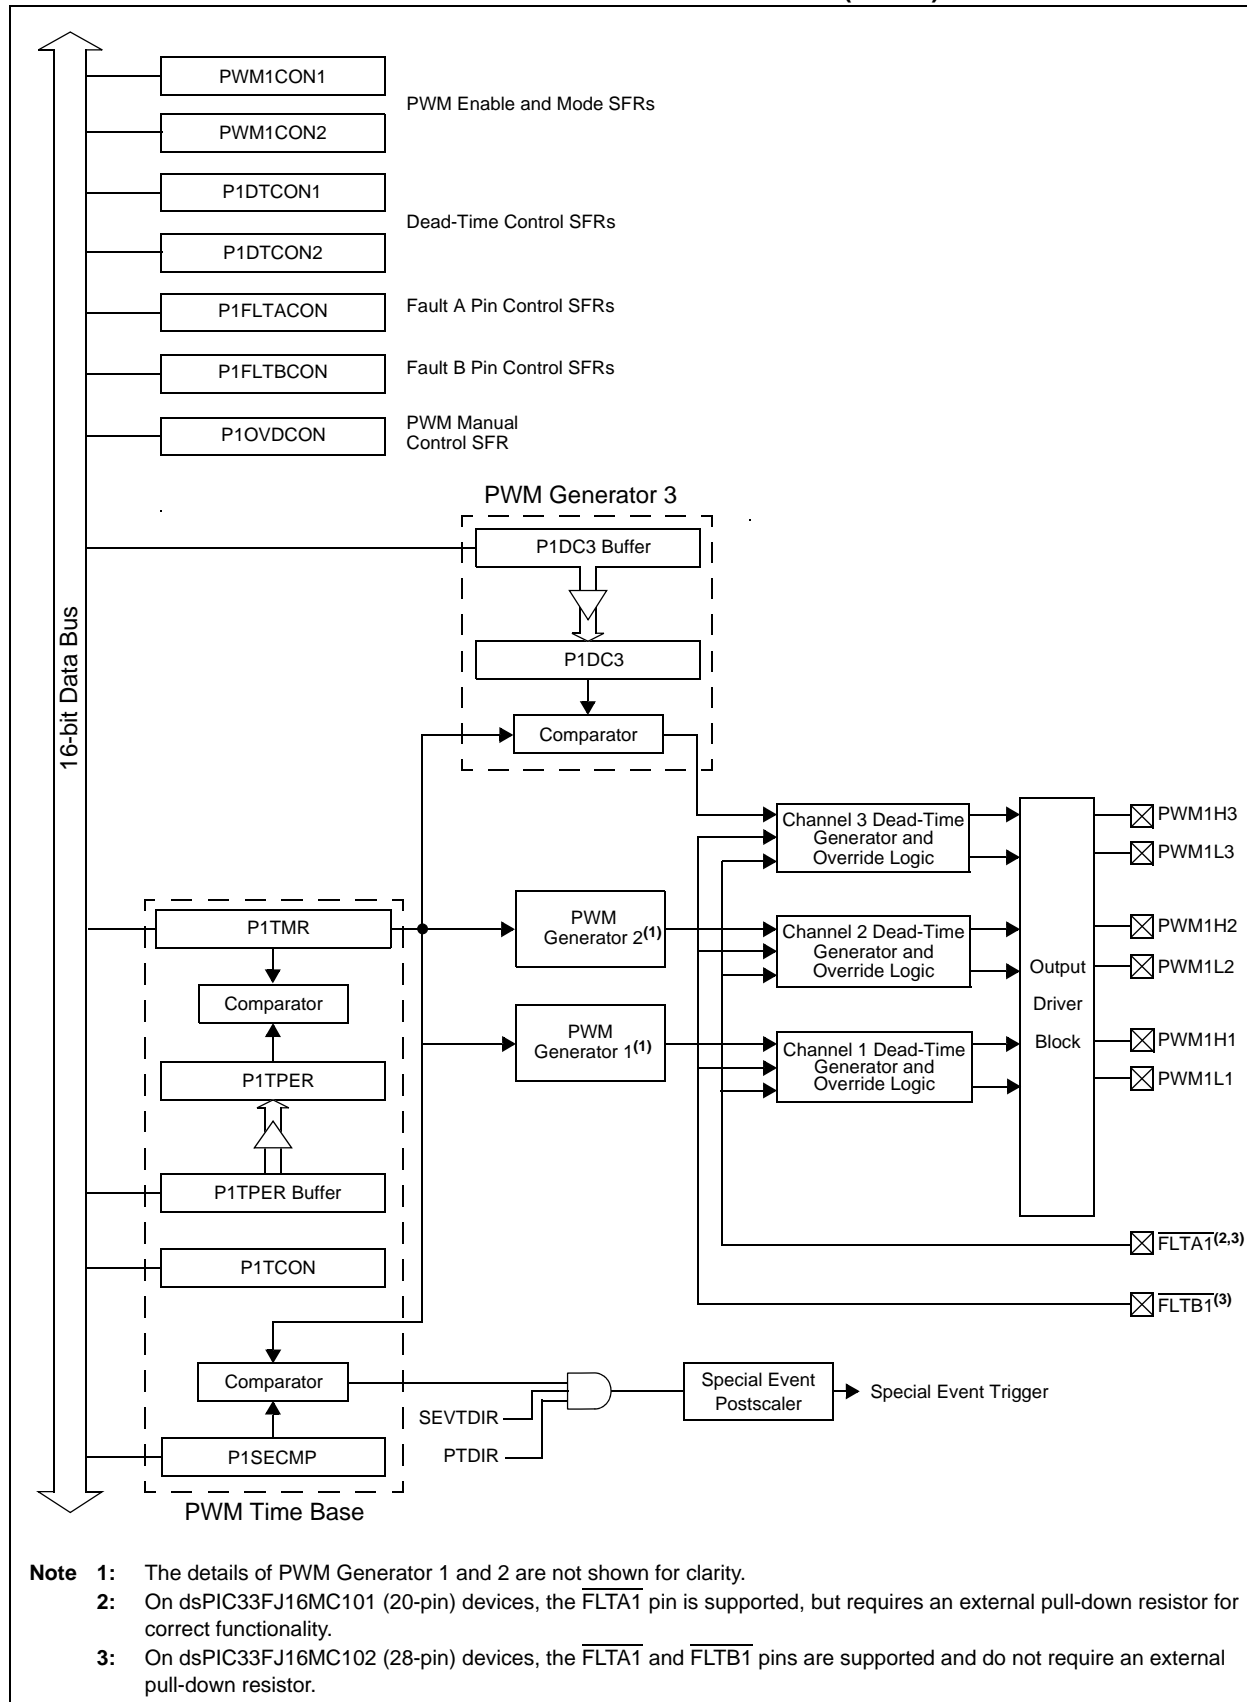 PWM1CON1
PWM Enable and Mode SFRs
PWM1CON2
P1DTCON1
Dead-Time Control SFRs
P1DTCON2
P1FLTACON
Fault A Pin Control SFRs
P1FLTBCON
Fault B Pin Control SFRs
P1OVDCON
PWM Manual
Control SFR
PWM Generator 3
P1DC3 Buffer
16-bit Data Bus
P1DC3
Comparator
Channel 3 Dead-Time
Generator and
Override Logic
PWM1H3
PWM1L3
P1TMR
PWM
Generator 2(1)
Channel 2 Dead-Time
Generator and
Override Logic
PWM1H2
PWM1L2
Output
Driver
Block
Comparator
PWM
Generator 1(1)
Channel 1 Dead-Time
Generator and
Override Logic
PWM1H1
PWM1L1
P1TPER
P1TPER Buffer
P1TCON
FLTA1(2,3)
FLTB1(3)
Comparator
SEVTDIR
PTDIR
Special Event
Postscaler
Special Event Trigger
P1SECMP
PWM Time Base
Note 1: The details of PWM Generator 1 and 2 are not shown for clarity.
2: On dsPIC33FJ16MC101 (20-pin) devices, the FLTA1 pin is supported, but requires an external pull-down resistor for
correct functionality.
3: On dsPIC33FJ16MC102 (28-pin) devices, the FLTA1 and FLTB1 pins are supported and do not require an external
pull-down resistor.